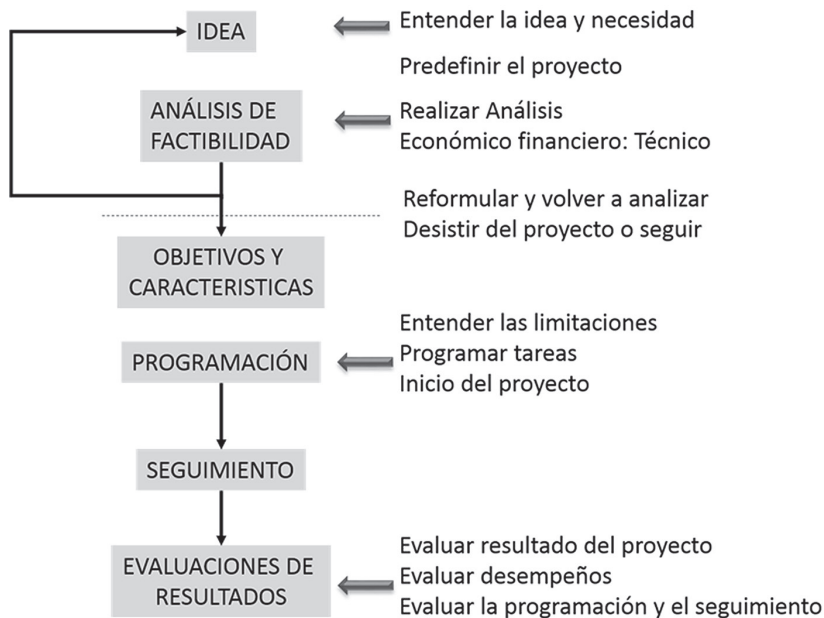 IDEA
Entender la idea y necesidad
Predefinir el proyecto
ANÁLISIS DE
FACTIBILIDAD
Realizar Análisis
Económico financiero: Técnico
Reformular y volver a analizar
Desistir del proyecto o seguir
OBJETIVOS Y
CARACTERISTICAS
Entender las limitaciones
PROGRAMACIÓN
Programar tareas
Inicio del proyecto
SEGUIMIENTO
EVALUACIONES DE
RESULTADOS
Evaluar resultado del proyecto
Evaluar desempeños
Evaluar la programación y el seguimiento